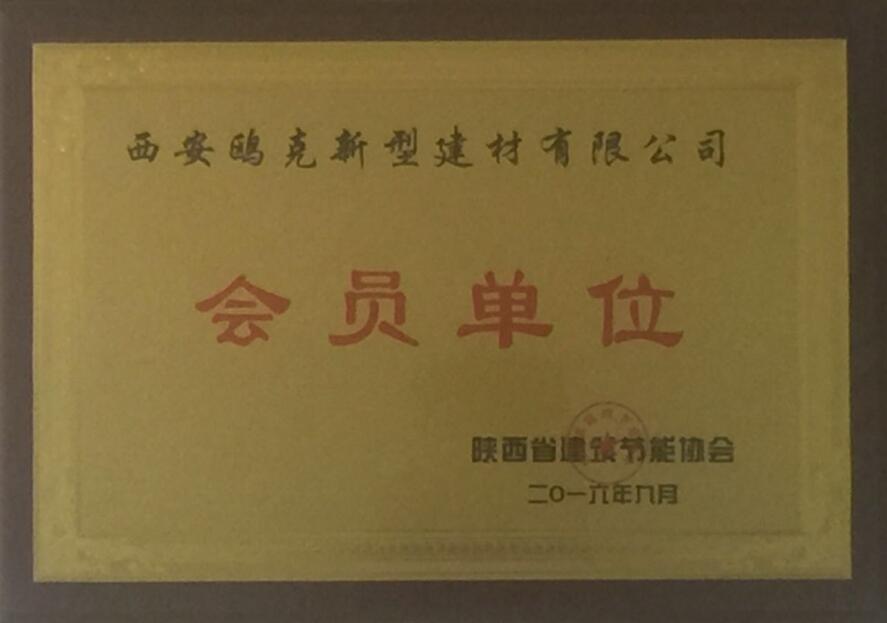 西安鸥克新型建材有限公司
会员单位
陕西省建筑节能协会
二〇一六年九月